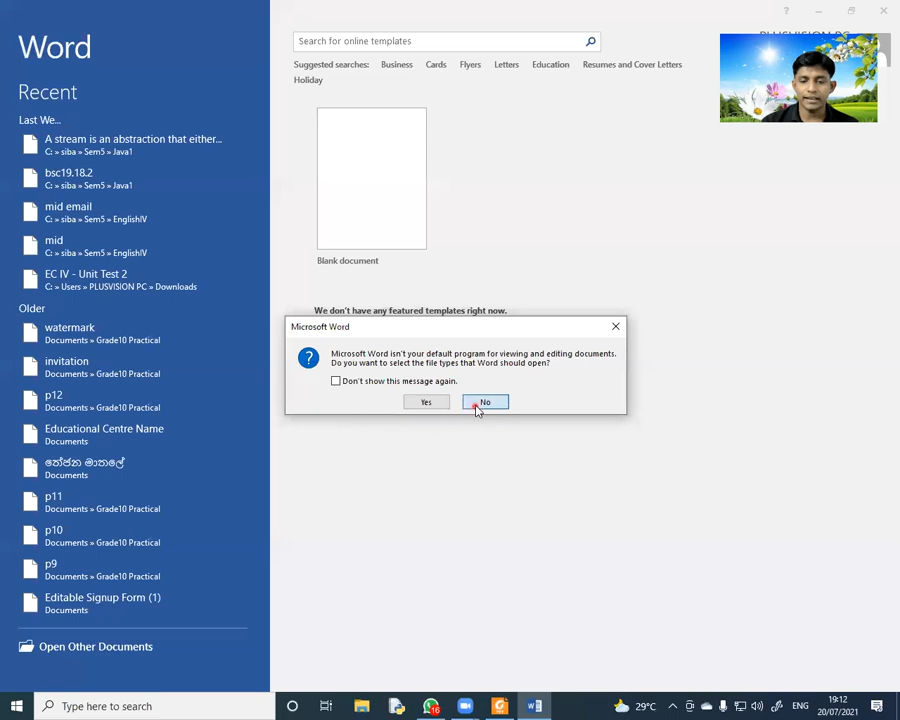 Word
Recent
Last We...
A stream is an abstraction that either...
C: » siba » Sem5 » Java1
bsc19.18.2
C: » siba » Sem5 » Java1
mid email
C: » siba » Sem5 » EnglishIV
mid
C: » siba » Sem5 » EnglishIV
EC IV - Unit Test 2
C: » Users » PLUSVISION PC » Downloads
Older
watermark
Documents » Grade10 Practical
invitation
Documents » Grade10 Practical
p12
Documents » Grade10 Practical
Educational Centre Name
Documents
තේජන මාතලේ
Documents
p11
Documents » Grade10 Practical
p10
Documents » Grade10 Practical
p9
Documents » Grade10 Practical
Editable Signup Form (1)
Documents
Open Other Documents
Search for online templates
Suggested searches: Business Cards Flyers Letters Education Resumes and Cover Letters
Holiday
Blank document
We don't have any featured templates right now.
Microsoft Word
Microsoft Word isn't your default program for viewing and editing documents.
Do you want to select the file types that Word should open?
Don't show this message again.
Yes No
Type here to search
16
29°C
ENG
19:12
20/07/2021